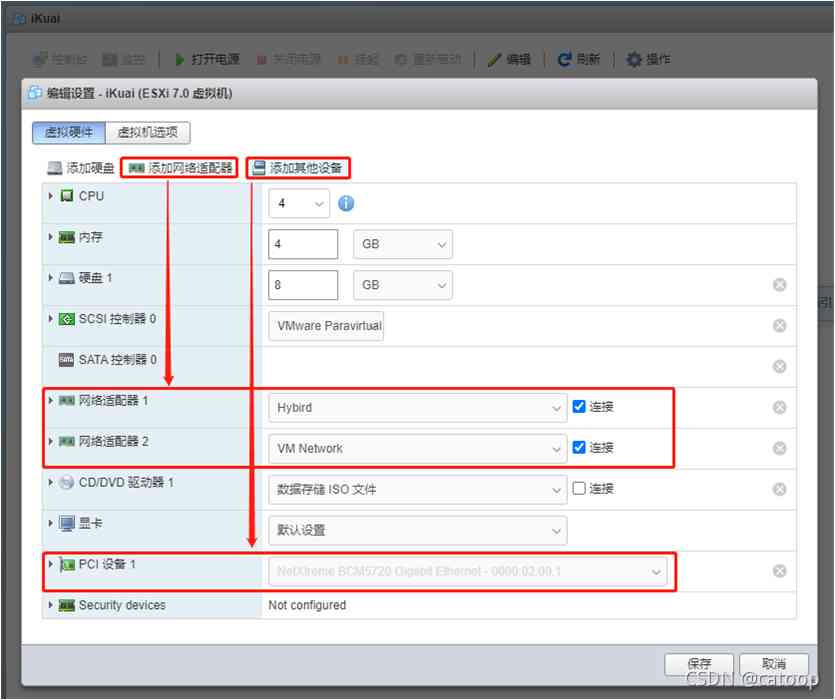 iKuai
控制台 监控 打开电源 关闭电源 挂起 重新启动 编辑 刷新 操作
编辑设置 - iKuai (ESXi 7.0 虚拟机)
虚拟硬件 虚拟机选项
添加硬盘 添加网络适配器 添加其他设备
CPU 4
内存 4 GB
硬盘 1 8 GB
引
SCSI 控制器 0 VMware Paravirtual
SATA 控制器 0
网络适配器 1 Hybird 连接
网络适配器 2 VM Network 连接
CD/DVD 驱动器 1 数据存储 ISO 文件 连接
显卡 默认设置
PCI 设备 1 NetXtreme BCM5720 Gigabit Ethernet - 0000:02:00.1
Security devices Not configured
保存 取消
CSDN @catoop